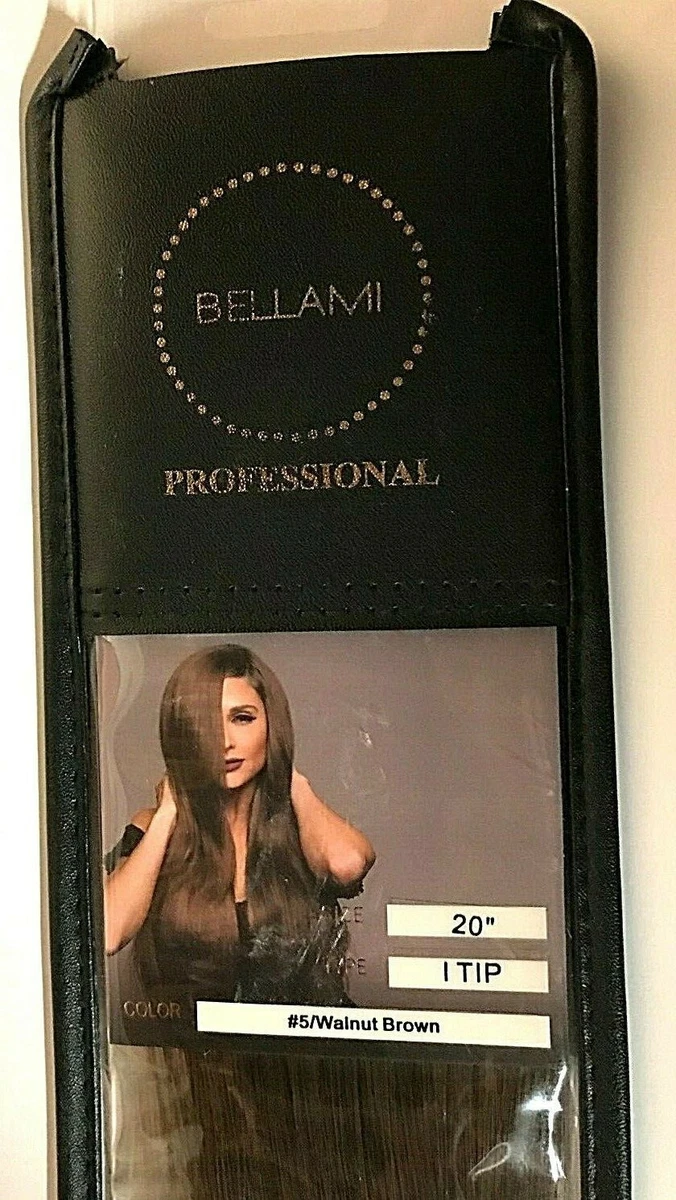 BELLAMI
PROFESSIONAL
20"
I TIP
COLOR
#5/Walnut Brown